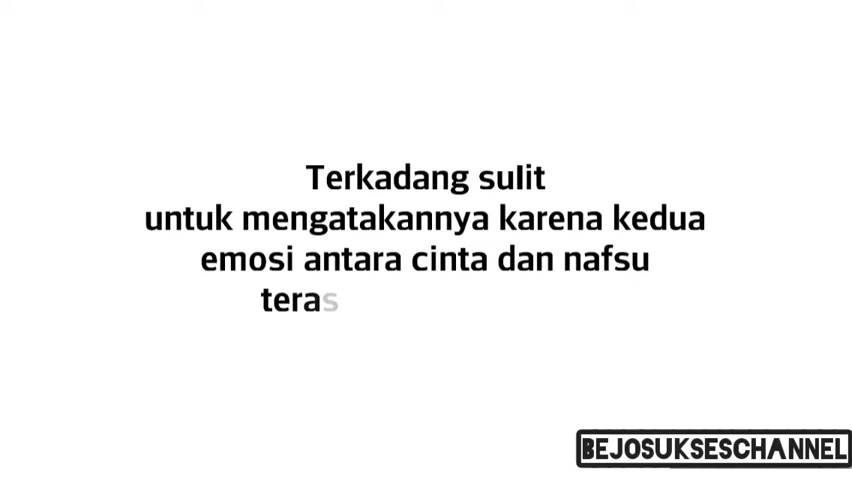 Terkadang sulit
untuk mengatakannya karena kedua
emosi antara cinta dan nafsu
teras
BEJOSUKSESCHANNEL